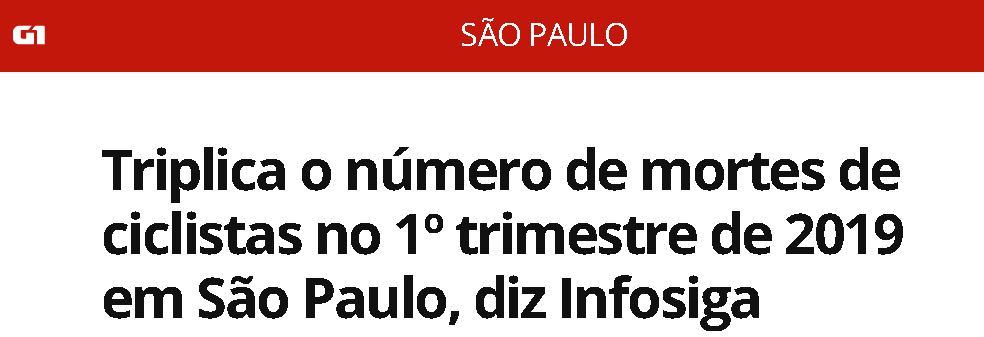 G1
SÃO PAULO
Triplica o número de mortes de
ciclistas no 1º trimestre de 2019
em São Paulo, diz Infosiga